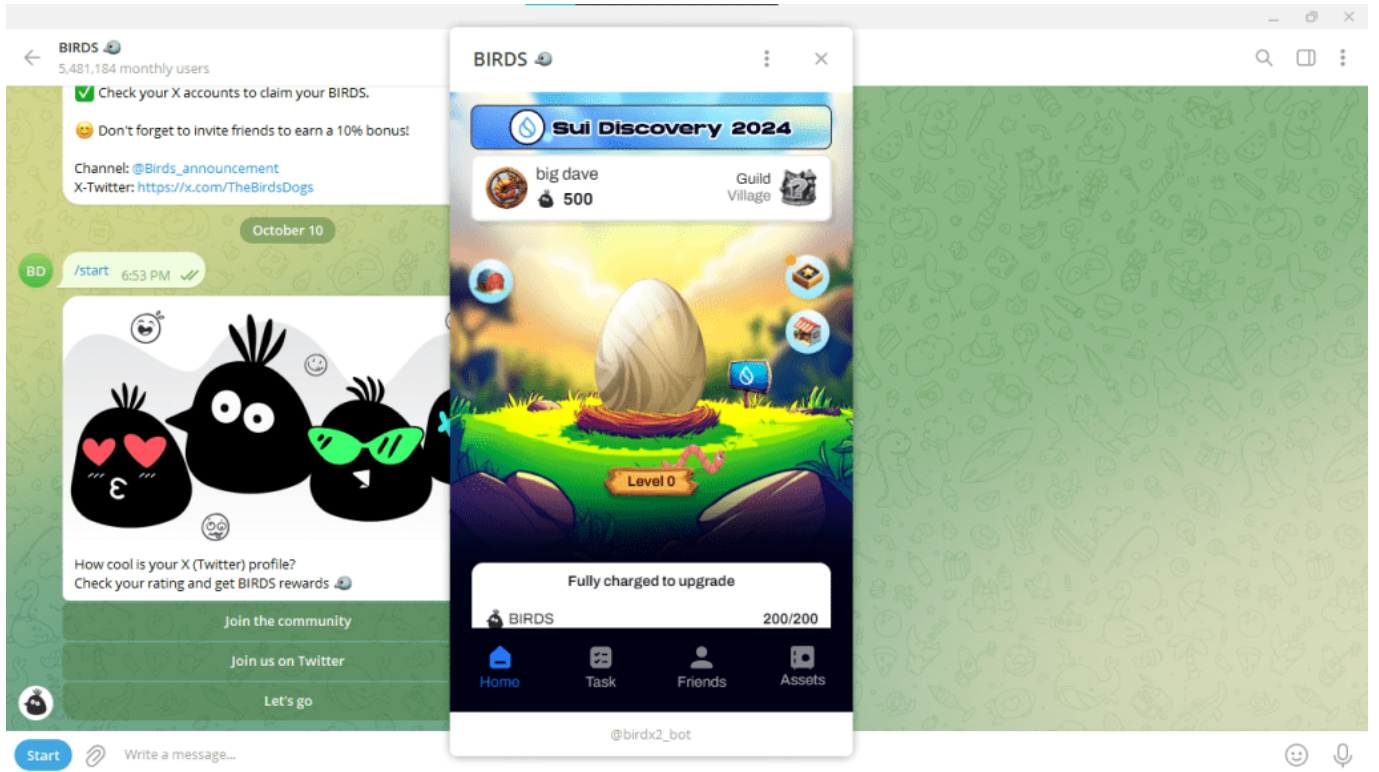 BIRDS
5,481,184 monthly users
Check your X accounts to claim your BIRDS.
Don't forget to invite friends to earn a 10% bonus!
Channel: @Birds_announcement
X-Twitter: https://x.com/TheBirdsDogs
October 10
BD
/start 6:53 PM
How cool is your X (Twitter) profile?
Check your rating and get BIRDS rewards
Join the community
Join us on Twitter
Let's go
Start
Write a message...
BIRDS
Sui Discovery 2024
big dave
500
Guild
Village
Level 0
Fully charged to upgrade
BIRDS 200/200
Home
Task
Friends
Assets
@birdx2_bot